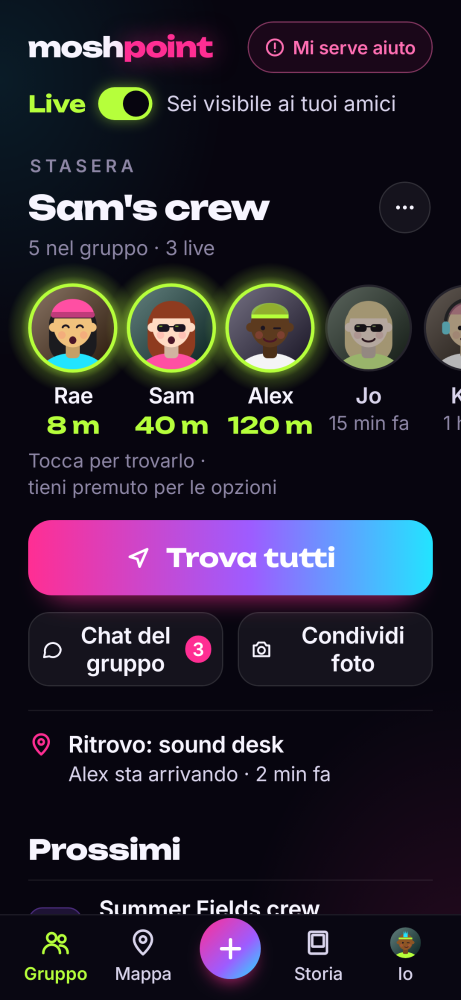 moshpoint
Mi serve aiuto
Live
Sei visibile ai tuoi amici
STASERA
Sam's crew
5 nel gruppo · 3 live
Rae
Sam
Alex
Jo
8 m
40 m
120 m
15 min fa
Tocca per trovarlo ·
tieni premuto per le opzioni
Trova tutti
Chat del
gruppo
3
Condividi
foto
Ritrovo: sound desk
Alex sta arrivando · 2 min fa
Prossimi
Summer Fields crew
Gruppo
Mappa
Storia
Io